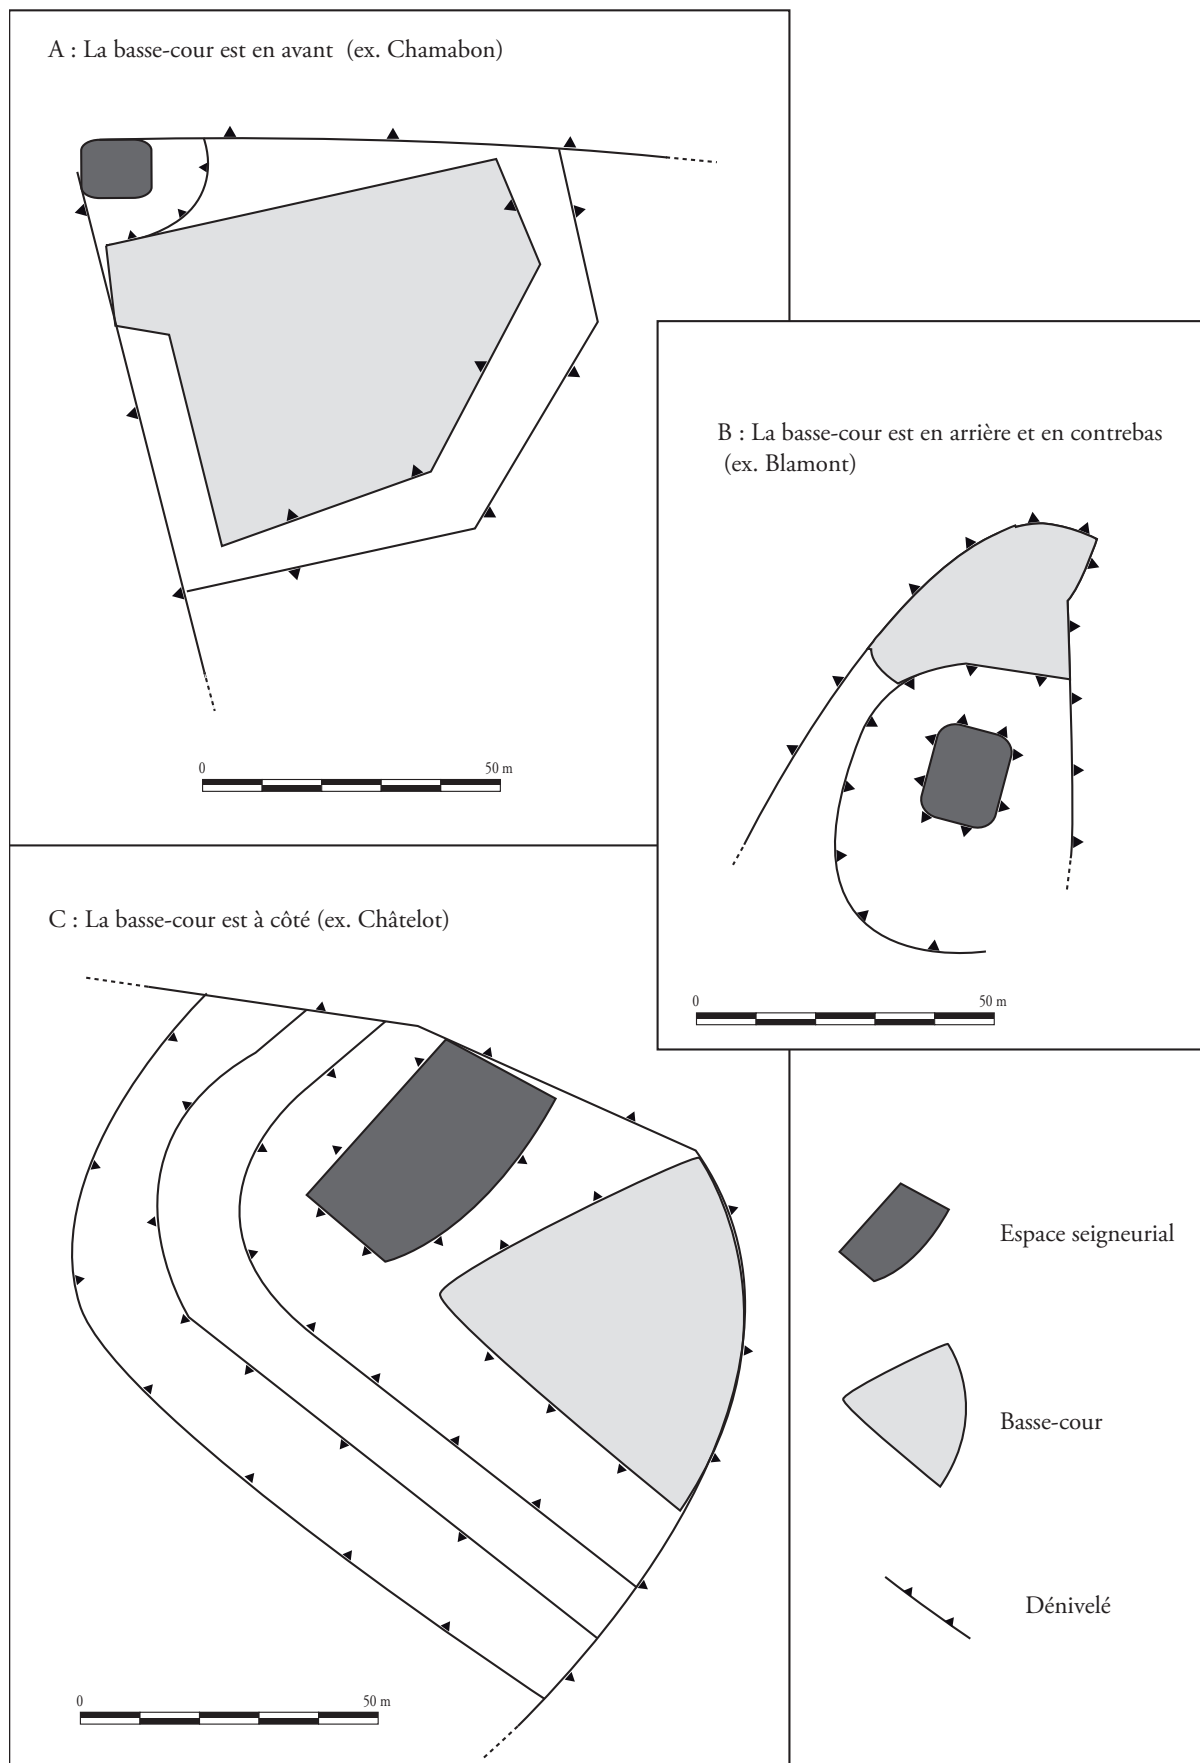 A : La basse-cour est en avant  (ex. Chamabon)
0 50 m
B : La basse-cour est en arrière et en contrebas
(ex. Blamont)
0 50 m
C : La basse-cour est à côté (ex. Châtelot)
0 50 m
Espace seigneurial
Basse-cour
Dénivelé